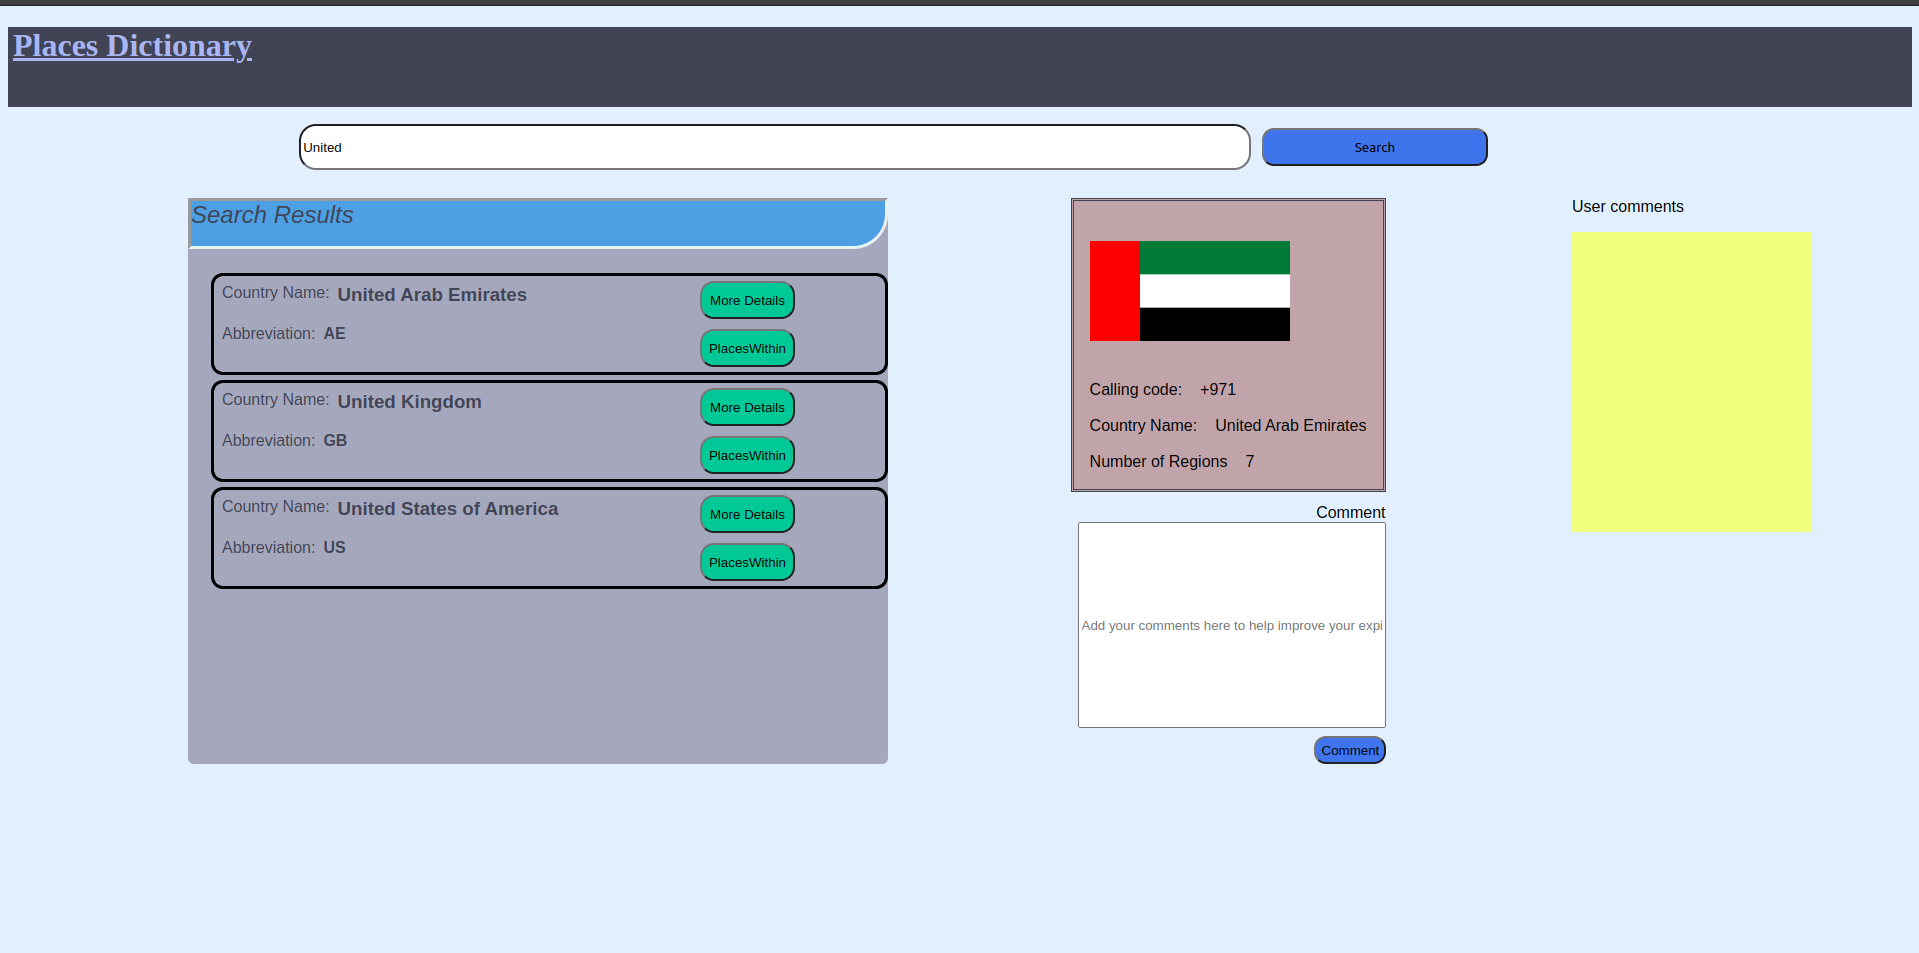 Places Dictionary
United
Search
Search Results
Country Name: United Arab Emirates
More Details
Abbreviation: AE
PlacesWithin
Country Name: United Kingdom
More Details
Abbreviation: GB
PlacesWithin
Country Name: United States of America
More Details
Abbreviation: US
PlacesWithin
Calling code: +971
Country Name: United Arab Emirates
Number of Regions 7
Comment
Add your comments here to help improve your expi
Comment
User comments